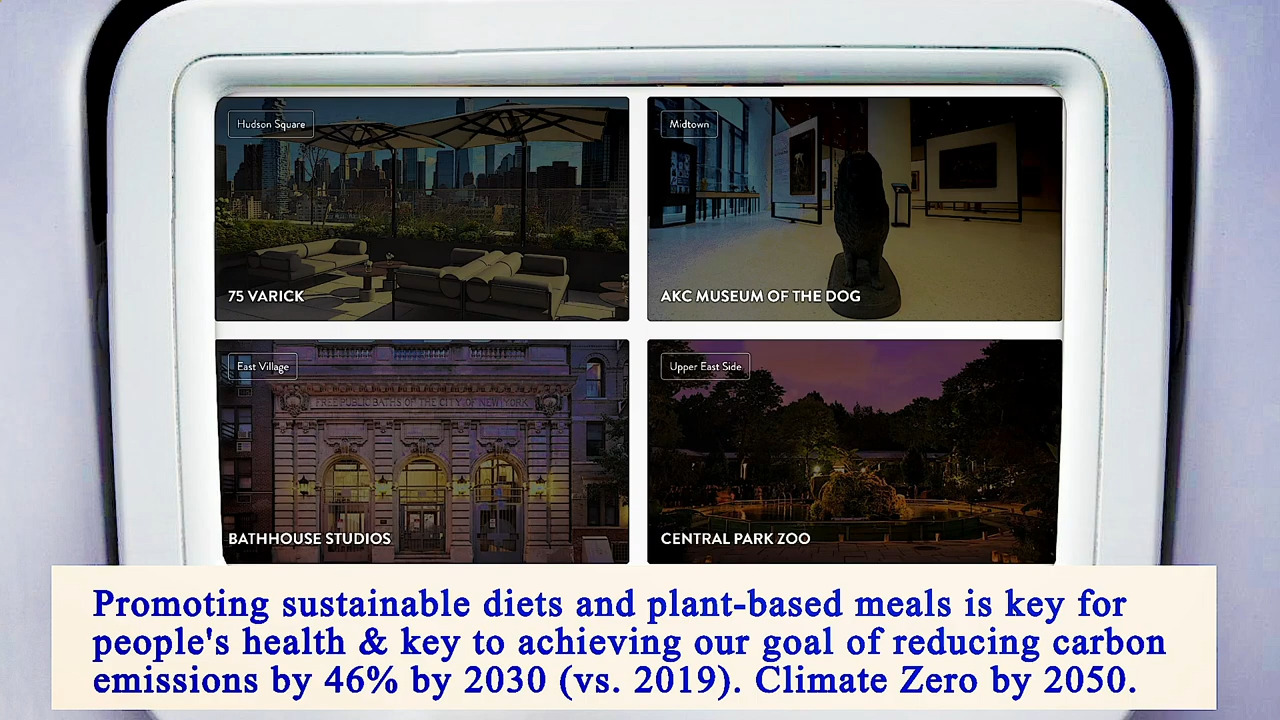 Hudson Square
75 VARICK
Midtown
AKC MUSEUM OF THE DOG
East Village
FREE PUBLIC BATHS OF THE CITY OF NEW YORK
BATHHOUSE STUDIOS
Upper East Side
CENTRAL PARK ZOO
Promoting sustainable diets and plant-based meals is key for
people's health & key to achieving our goal of reducing carbon
emissions by 46% by 2030 (vs. 2019). Climate Zero by 2050.